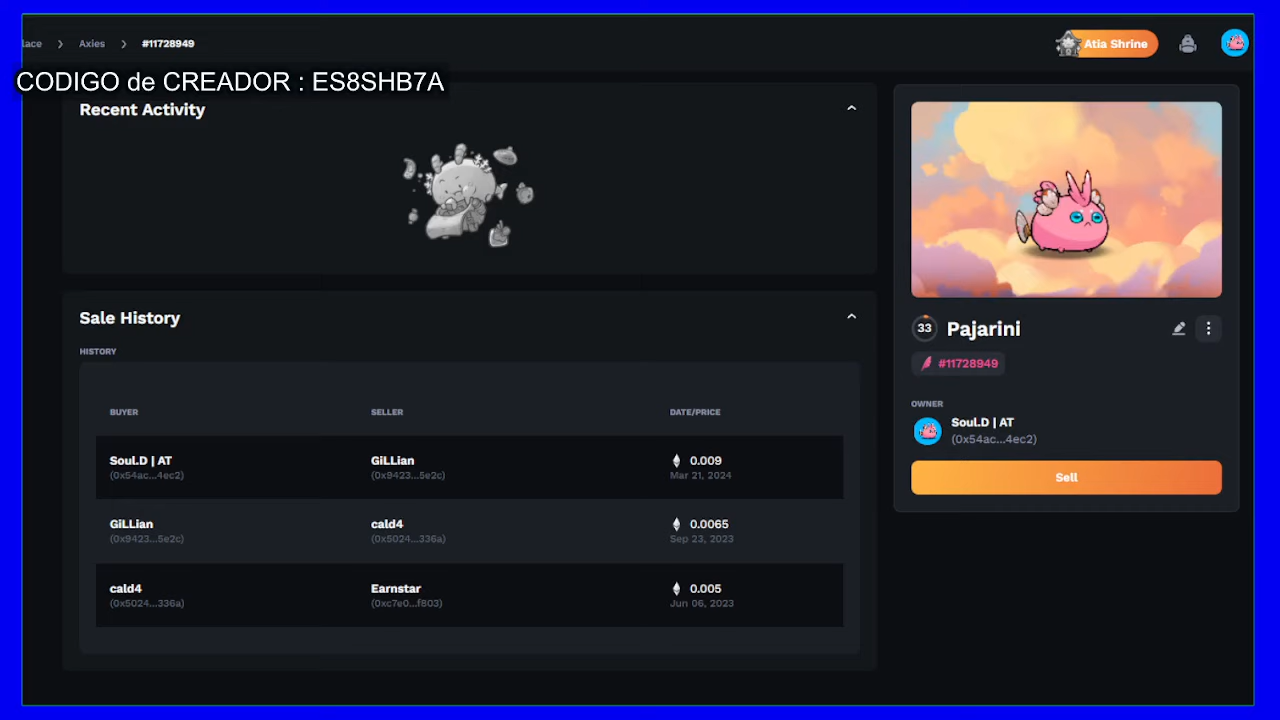 lace > Axies > #11728949
Atia Shrine
CODIGO de CREADOR : ES8SHB7A
Recent Activity
Sale History
HISTORY
BUYER SELLER DATE/PRICE
Soul.D | AT GiLLian 0.009
(0x54ac...4ec2) (0x9423...5e2c) Mar 21, 2024
GiLLian cald4 0.0065
(0x9423...5e2c) (0x5024...336a) Sep 23, 2023
cald4 Earnstar 0.005
(0x5024...336a) (0xc7e0...f803) Jun 06, 2023
33 Pajarini
#11728949
OWNER
Soul.D | AT
(0x54ac...4ec2)
Sell